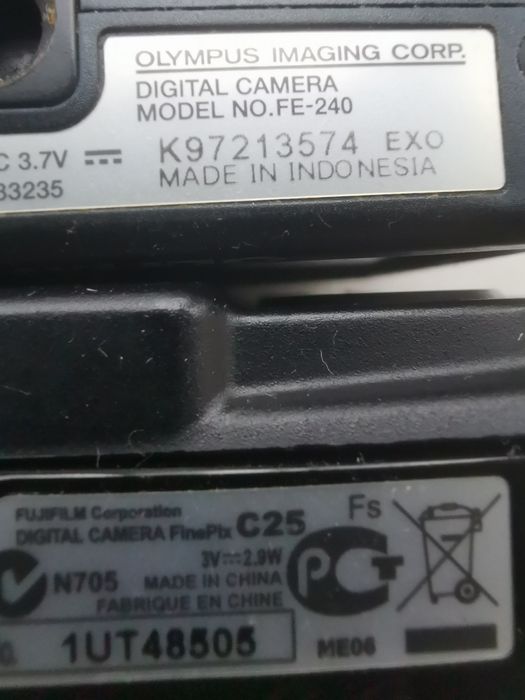 OLYMPUS IMAGING CORP.
DIGITAL CAMERA
MODEL NO.FE-240
C 3.7V
K97213574 EXO
33235
MADE IN INDONESIA
FUJIFILM Corporation
DIGITAL CAMERA FinePix C25
Fs
3V 2.9W
N705
MADE IN CHINA
FABRIQUE EN CHINE
PCT
1UT48505
ME06